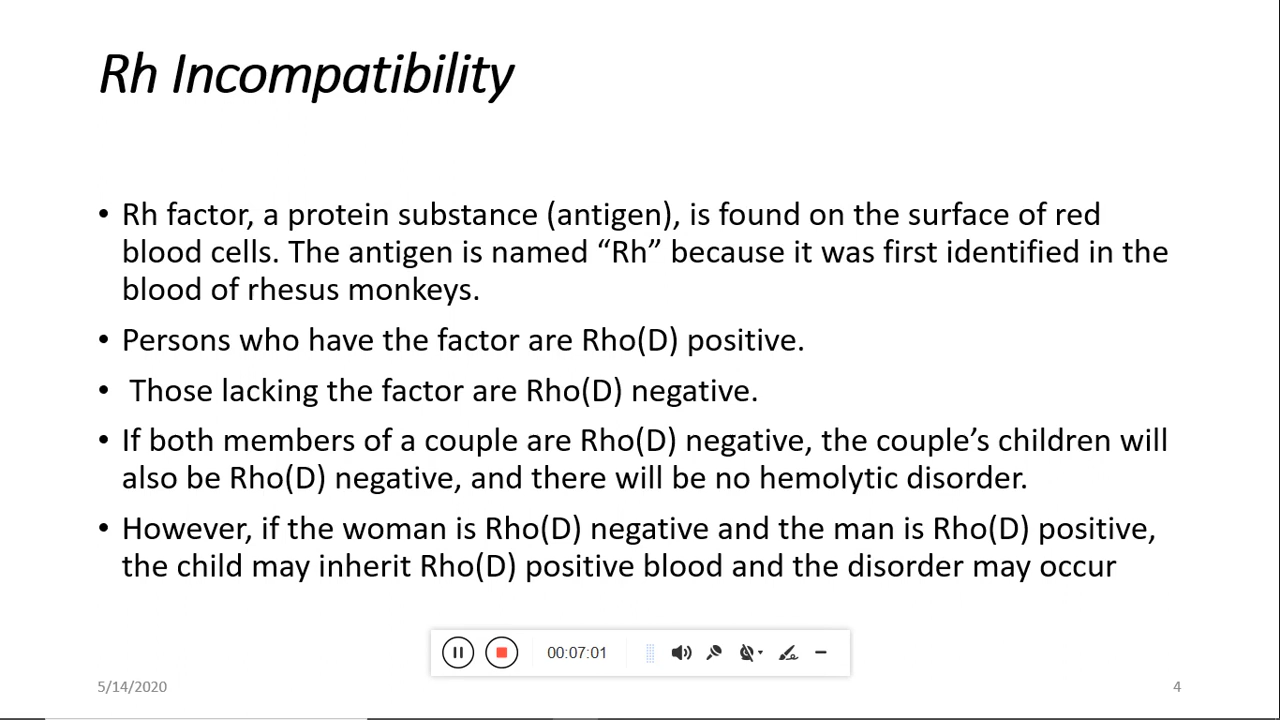 Rh Incompatibility
• Rh factor, a protein substance (antigen), is found on the surface of red
blood cells. The antigen is named “Rh” because it was first identified in the
blood of rhesus monkeys.
• Persons who have the factor are Rho(D) positive.
• Those lacking the factor are Rho(D) negative.
• If both members of a couple are Rho(D) negative, the couple’s children will
also be Rho(D) negative, and there will be no hemolytic disorder.
• However, if the woman is Rho(D) negative and the man is Rho(D) positive,
the child may inherit Rho(D) positive blood and the disorder may occur
00:07:01
5/14/2020
4